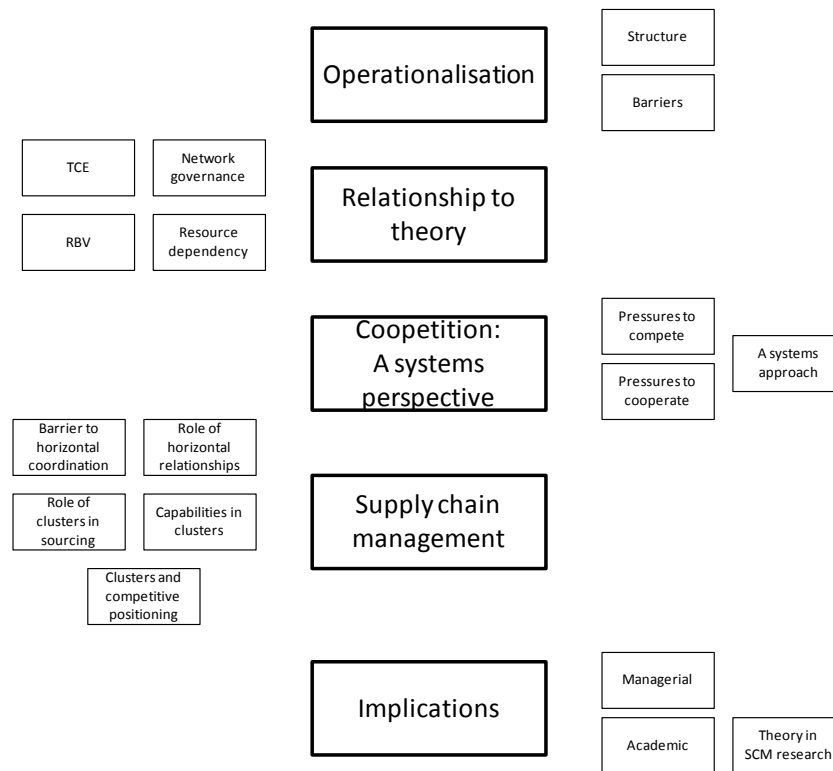 Operationalisation
Structure
Barriers
TCE
Network
governance
RBV
Resource
dependency
Relationship to
theory
Coopetition:
A systems
perspective
Pressures to
compete
Pressures to
cooperate
A systems
approach
Barrier to
horizontal
coordination
Role of
horizontal
relationships
Role of
clusters in
sourcing
Capabilities in
clusters
Clusters and
competitive
positioning
Supply chain
management
Implications
Managerial
Academic
Theory in
SCM research